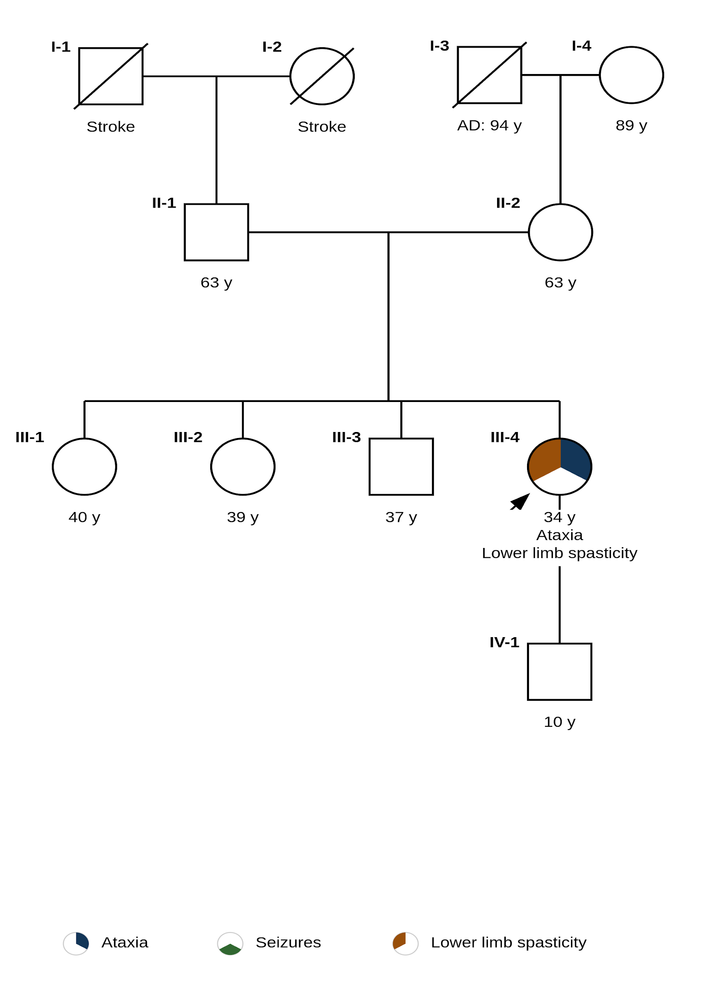 I-1
I-2
I-3
I-4
Stroke
Stroke
AD: 94 y
89 y
II-1
II-2
63 y
63 y
III-1
III-2
III-3
III-4
40 y
39 y
37 y
34 y
Ataxia
Lower limb spasticity
IV-1
10 y
Ataxia
Seizures
Lower limb spasticity